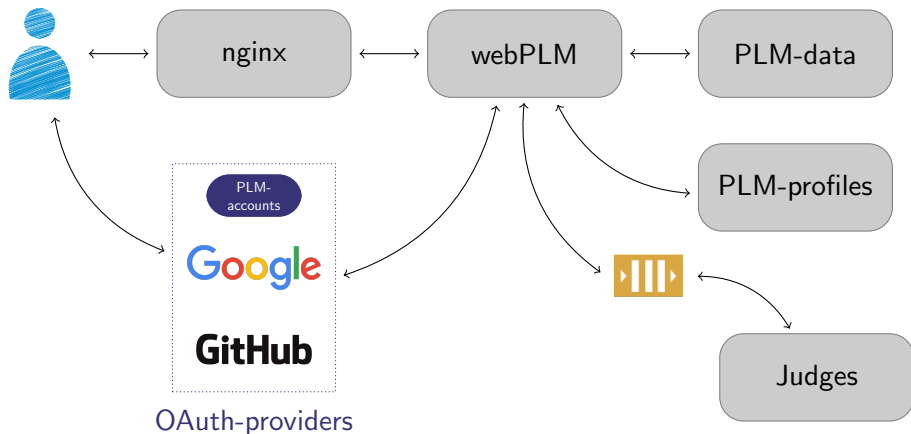 nginx
webPLM
PLM-data
PLM-profiles
PLM-
accounts
Google
GitHub
Judges
OAuth-providers